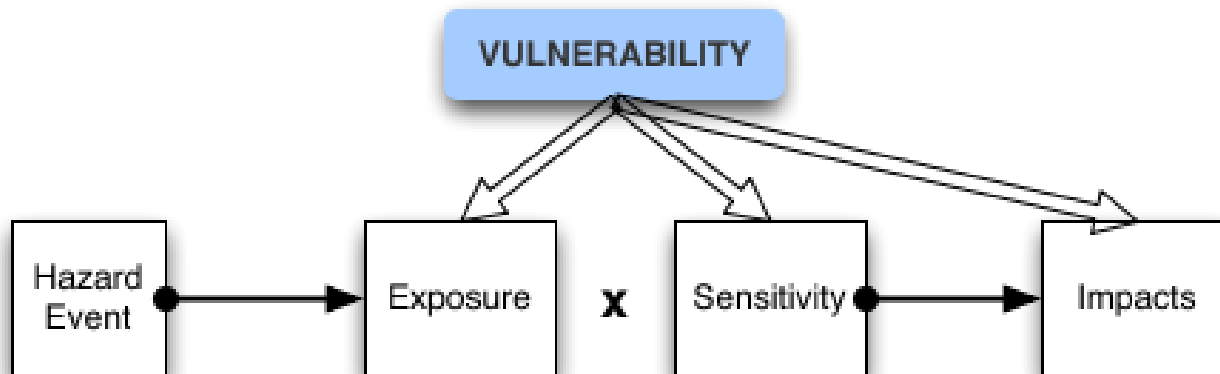 VULNERABILITY
Hazard
Event
Exposure
x
Sensitivity
Impacts